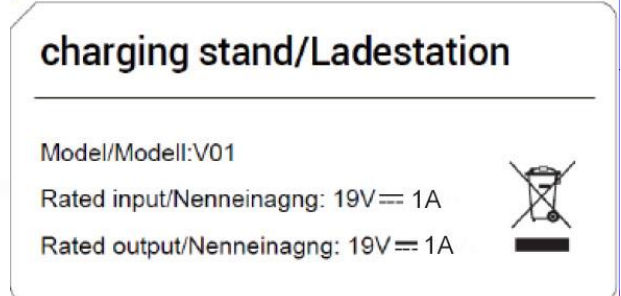 charging stand/Ladestation
Model/Modell:V01
Rated input/Nenneinagng: 19V⎓ 1A
Rated output/Nenneinagng: 19V⎓ 1A